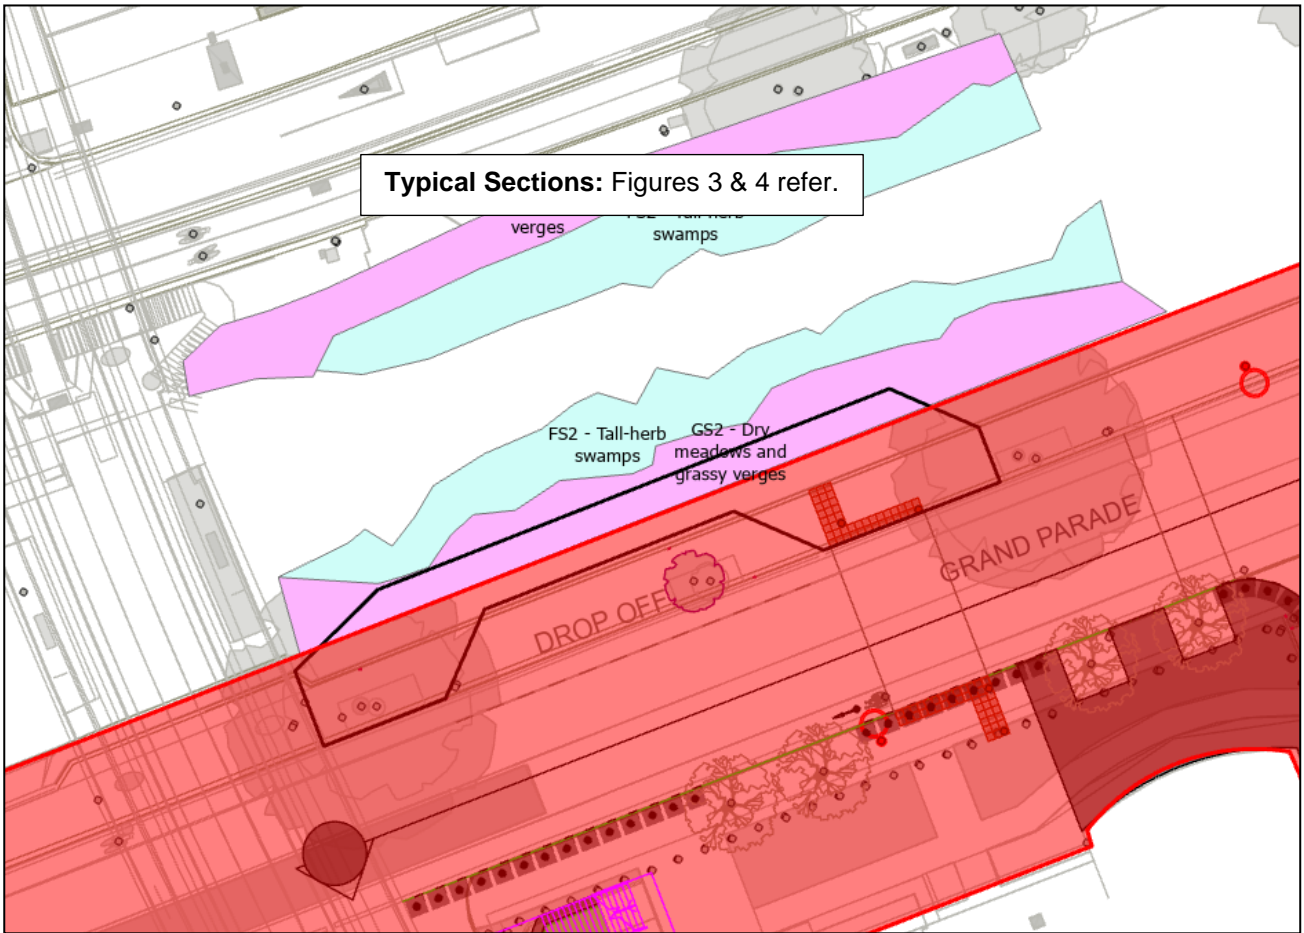 Typical Sections: Figures 3 & 4 refer.
verges
swamps
FS2 - Tall-herb
swamps
GS2 - Dry
meadows and
grassy verges
DROP OFF
GRAND PARADE